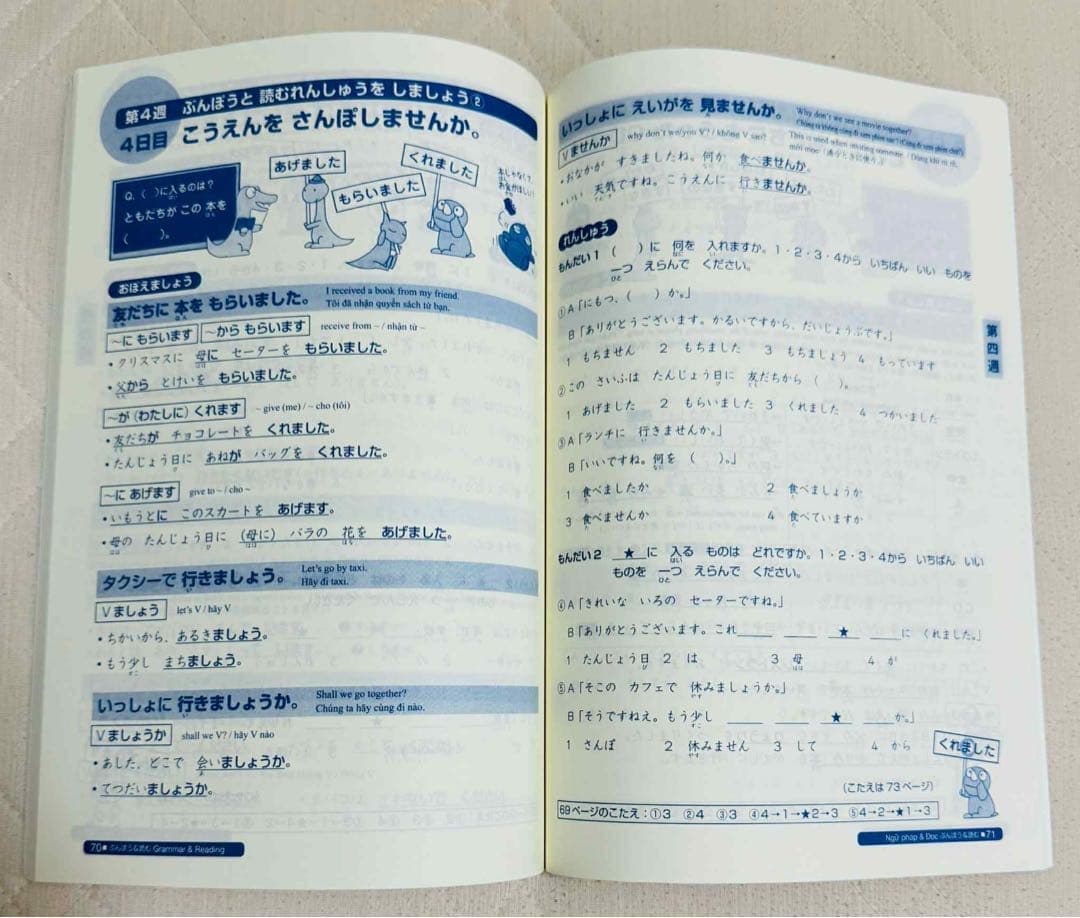 第4週 ぶんぽうと 読むれんしゅうを しましょう②
4日目 こうえんを さんぽしませんか。
Q.( )に入るのは?
ともだちが この 本を
( )。
あげました
もらいました
くれました
本じゃなくて、
お金がほしい!
おぼえましょう
友だちに 本を もらいました。
I received a book from my friend.
Tôi đã nhận quyển sách từ bạn.
~に もらいます ~から もらいます receive from ~ / nhận từ ~
・クリスマスに 母に セーターを もらいました。
・父から とけいを もらいました。
~が (わたしに) くれます ~ give (me) / ~ cho (tôi)
・友だちが チョコレートを くれました。
・たんじょう日に あねが バッグを くれました。
~に あげます give to ~ / cho ~
・いもうとに このスカートを あげます。
・母の たんじょう日に (母に) バラの 花を あげました。
タクシーで 行きましょう。
Let's go by taxi.
Hãy đi taxi.
V ましょう let's V / hãy V
・ちかいから、あるきましょう。
・もう少し まちましょう。
いっしょに 行きましょうか。
Shall we go together?
Chúng ta hãy cùng đi nào.
V ましょうか shall we V? / hãy V nào
・あした、どこで 会いましょうか。
・てつだいましょうか。
70 ぶんぽう&読む Grammar & Reading
いっしょに えいがを 見ませんか。
Why don't we see a movie together?
V ませんか why don't we/you V? / không V sao?
This is used when inviting someone.
・おなかが すきましたね。何か 食べませんか。
・いい 天気ですね。こうえんに 行きませんか。
れんしゅう
もんだい1 ( )に 何を 入れますか。1・2・3・4から いちばん いい ものを
一つ えらんで ください。
①A「にもつ、( )か。」
B「ありがとうございます。かるいですから、だいじょうぶです。」
1 もちません 2 もちました 3 もちましょう 4 もっています
②この さいふは たんじょう日に 友だちから ( )。
1 あげました 2 もらいました 3 くれました 4 つかいました
③A「ランチに 行きませんか。」
B「いいですね。何を ( )。」
1 食べましたか 2 食べましょうか
3 食べませんか 4 食べていますか
もんだい2 ★ に 入る ものは どれですか。1・2・3・4から いちばん いい
ものを 一つ えらんで ください。
④A「きれいな いろの セーターですね。」
B「ありがとうございます。これ____ ____ __★__ ____に くれました。」
1 たんじょう日 2 は 3 母 4 が
⑤A「そこの カフェで 休みましょうか。」
B「そうですねえ。もう少し ____ ____ __★__ ____か。」
1 さんぽ 2 休みません 3 して 4 から
くれました
(こたえは 73ページ)
69ページのこたえ:①3 ②4 ③3 ④4→1→★2→3 ⑤4→2→★1→3
Ngữ pháp & Đọc ぶんぽう&読む 71
第四週